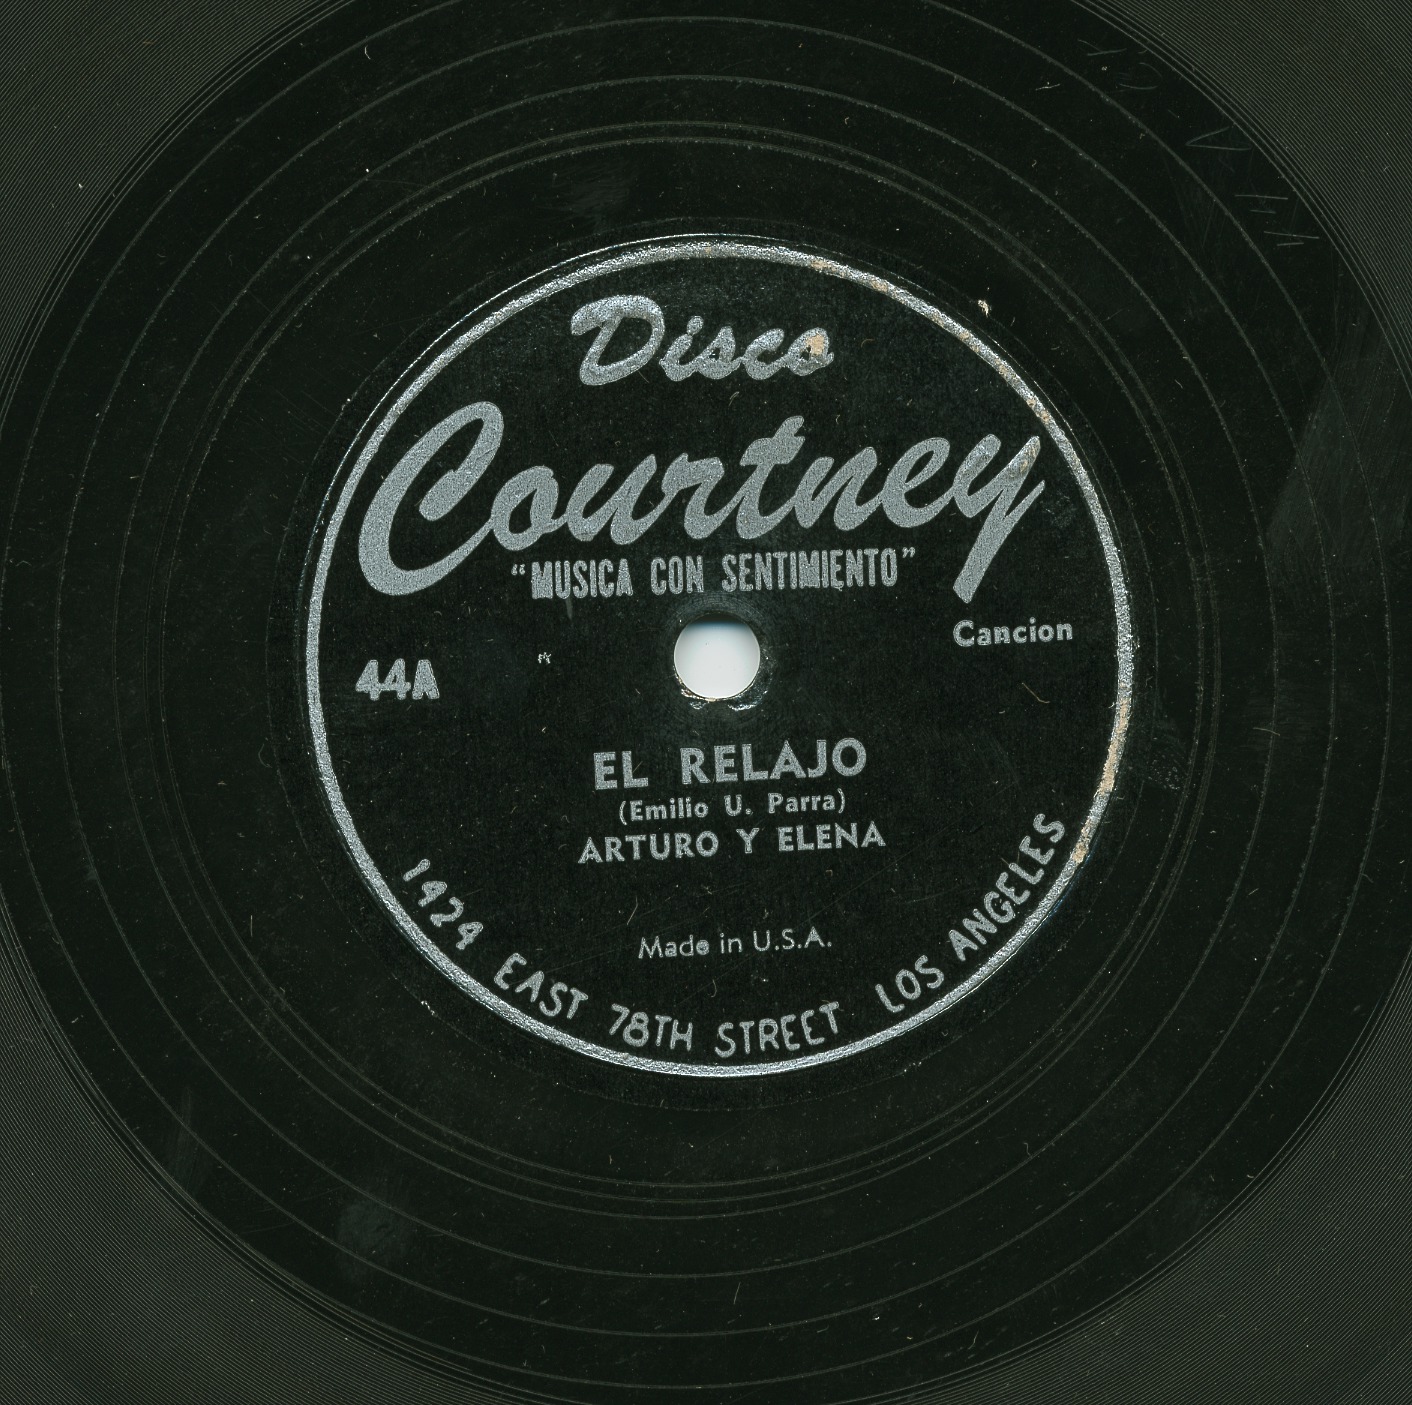 Disco
Courtney
"MUSICA CON SENTIMIENTO"
Cancion
44A
EL RELAJO
(Emilio U. Parra)
ARTURO Y ELENA
Made in U.S.A.
1424 EAST 78TH STREET LOS ANGELES